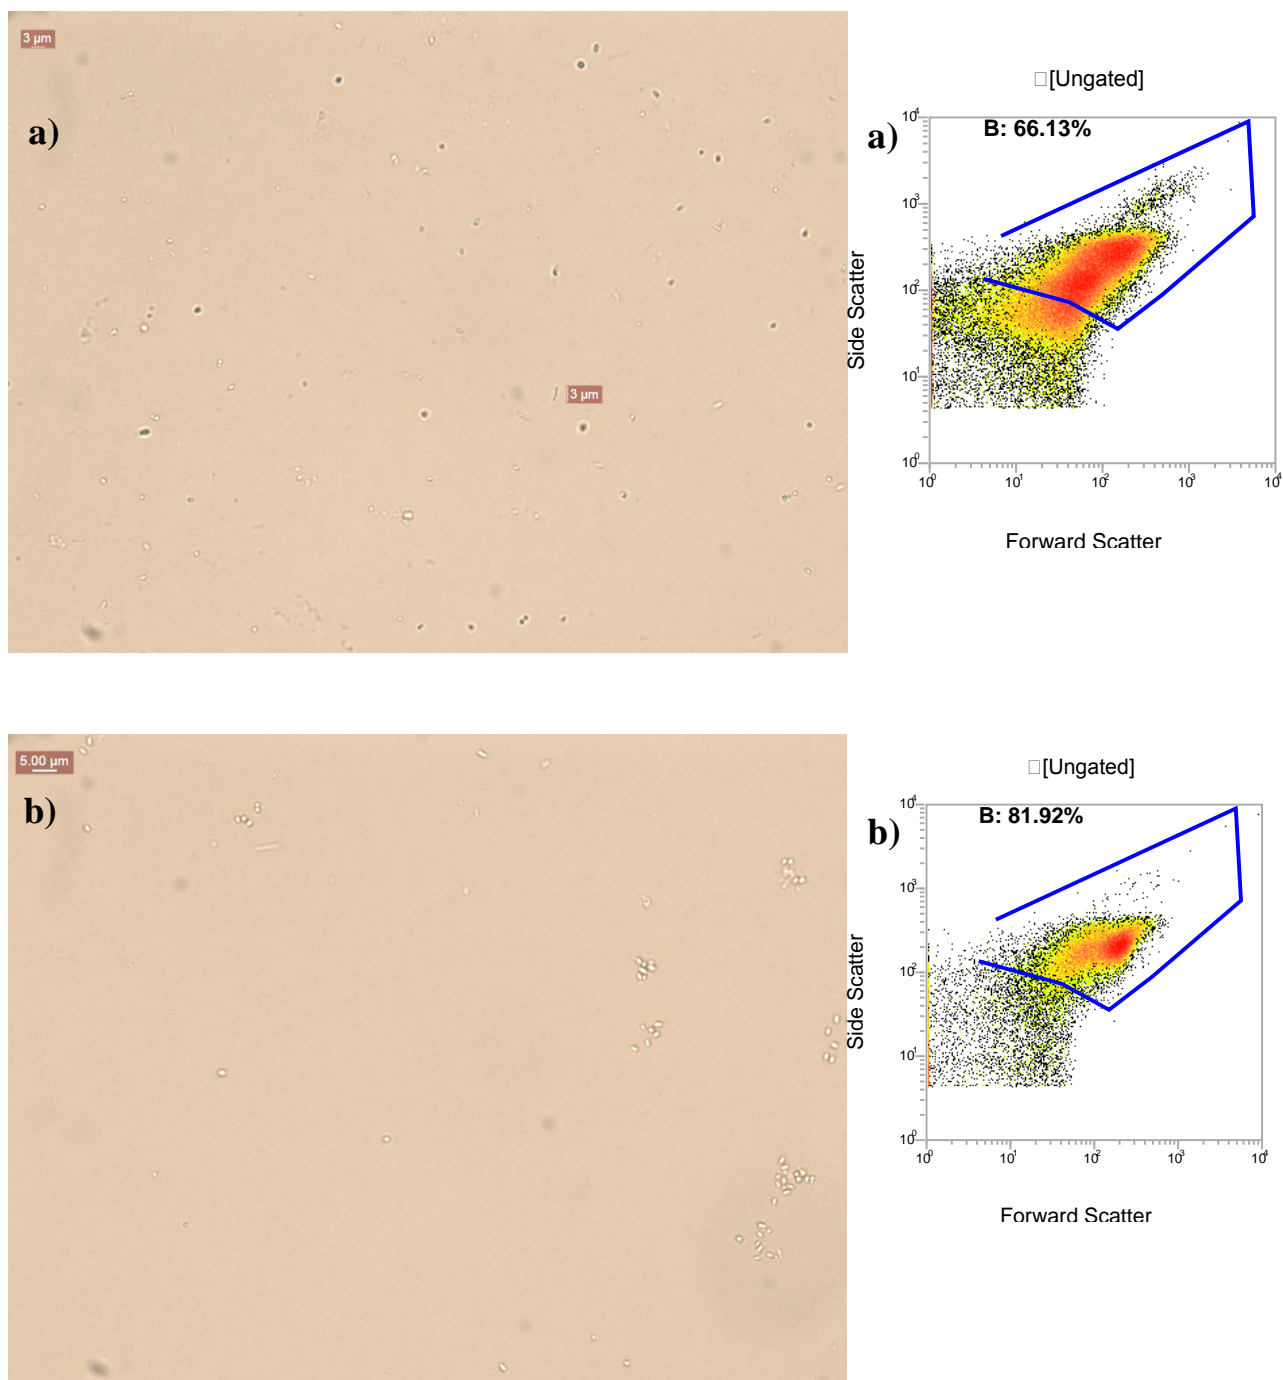 3 µm
a)
3 µm
a)
[Ungated]
B: 66.13%
10⁴
10³
10²
10¹
10⁰
10⁰ 10¹ 10² 10³ 10⁴
Side Scatter
Forward Scatter
5.00 µm
b)
b)
[Ungated]
B: 81.92%
10⁴
10³
10²
10¹
10⁰
10⁰ 10¹ 10² 10³ 10⁴
Side Scatter
Forward Scatter